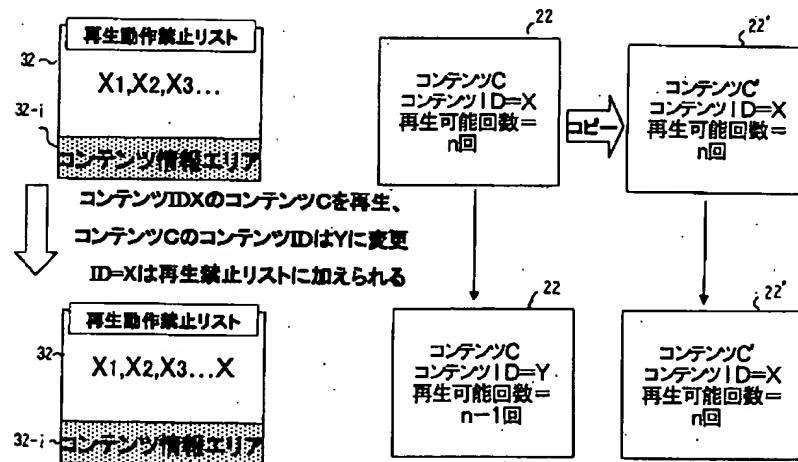 再生動作禁止リスト
32
X1,X2,X3...
32-i
コンテンツ情報エリア
コンテンツIDXのコンテンツCを再生、
コンテンツCのコンテンツIDはYに変更
ID=Xは再生禁止リストに加えられる
再生動作禁止リスト
32
X1,X2,X3...X
32-i
コンテンツ情報エリア
22
コンテンツC
コンテンツID=X
再生可能回数=
n回
コピー
22'
コンテンツC'
コンテンツID=X
再生可能回数=
n回
22
コンテンツC
コンテンツID=Y
再生可能回数=
n-1回
22'
コンテンツC'
コンテンツID=X
再生可能回数=
n回